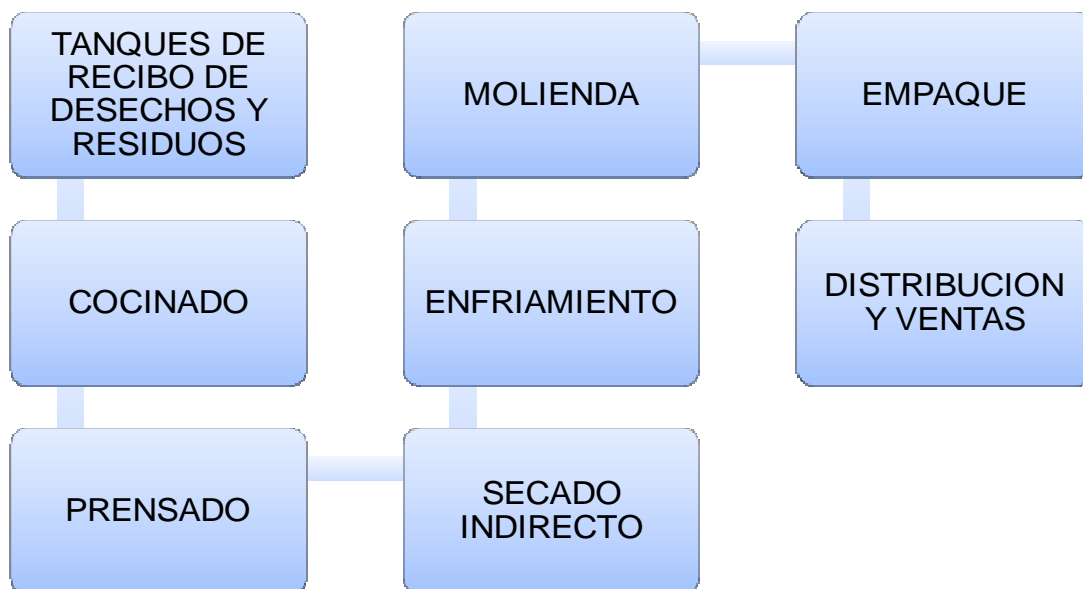 TANQUES DE
RECIBO DE
DESECHOS Y
RESIDUOS
COCINADO
PRENSADO
SECADO
INDIRECTO
ENFRIAMIENTO
MOLIENDA
EMPAQUE
DISTRIBUCION
Y VENTAS